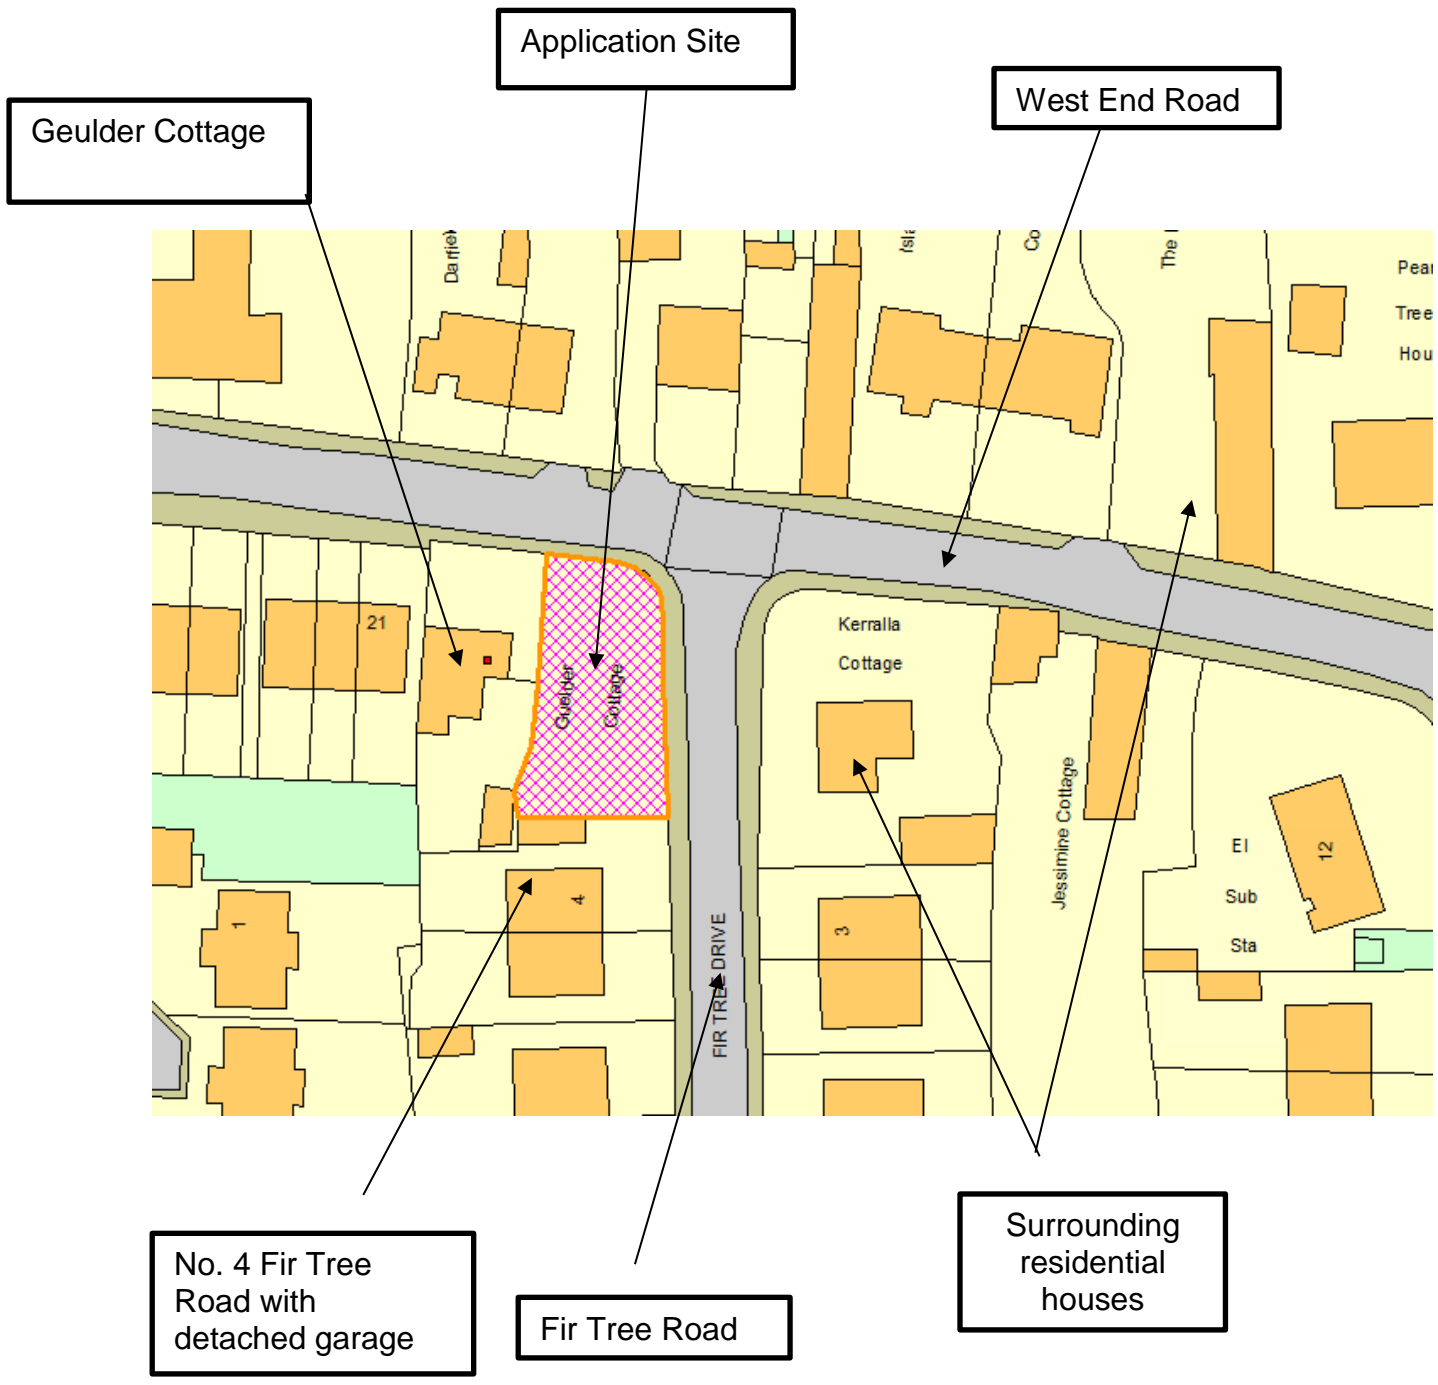 Application Site
West End Road
Geulder Cottage
The
Pear
Tree
Hou
21
Guelder
Cottage
Kerralla
Cottage
Jessimine Cottage
El
Sub
Sta
12
1
4
3
FIR TREE DRIVE
Surrounding
residential
houses
No. 4 Fir Tree
Road with
detached garage
Fir Tree Road